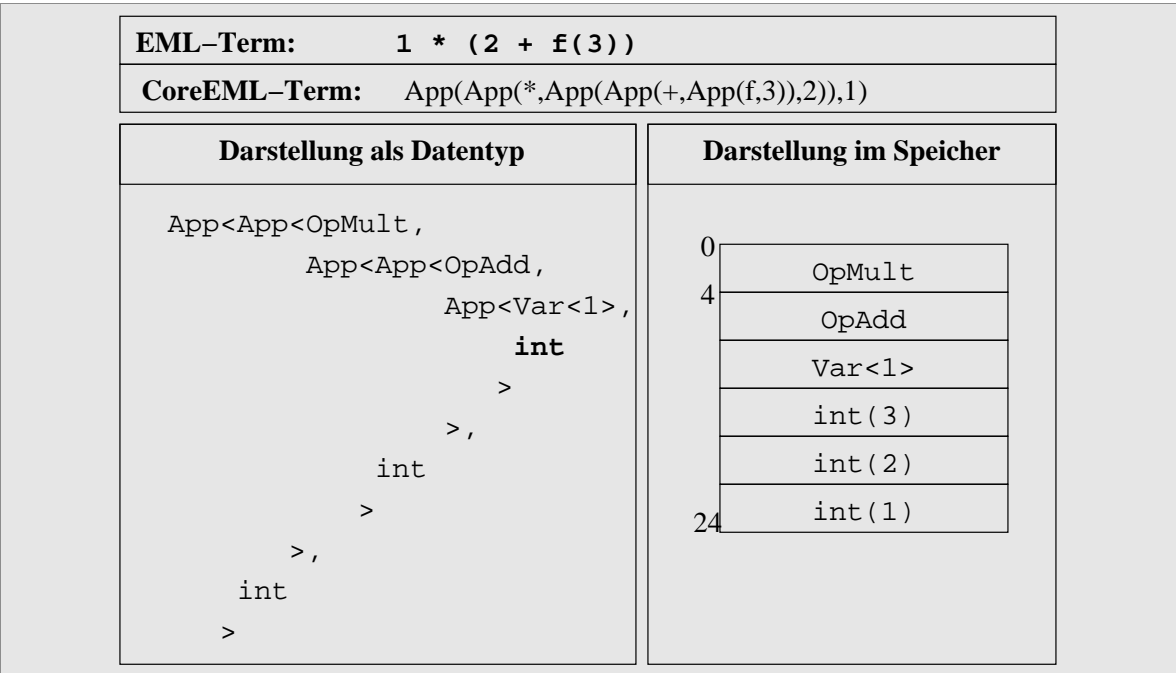 EML−Term: 1 * (2 + f(3))
CoreEML−Term: App(App(*,App(App(+,App(f,3)),2)),1)
Darstellung als Datentyp
App<App<OpMult,
App<App<OpAdd,
App<Var<1>,
int
>
>,
int
>
>,
int
>
Darstellung im Speicher
0
OpMult
4
OpAdd
Var<1>
int(3)
int(2)
int(1)
24